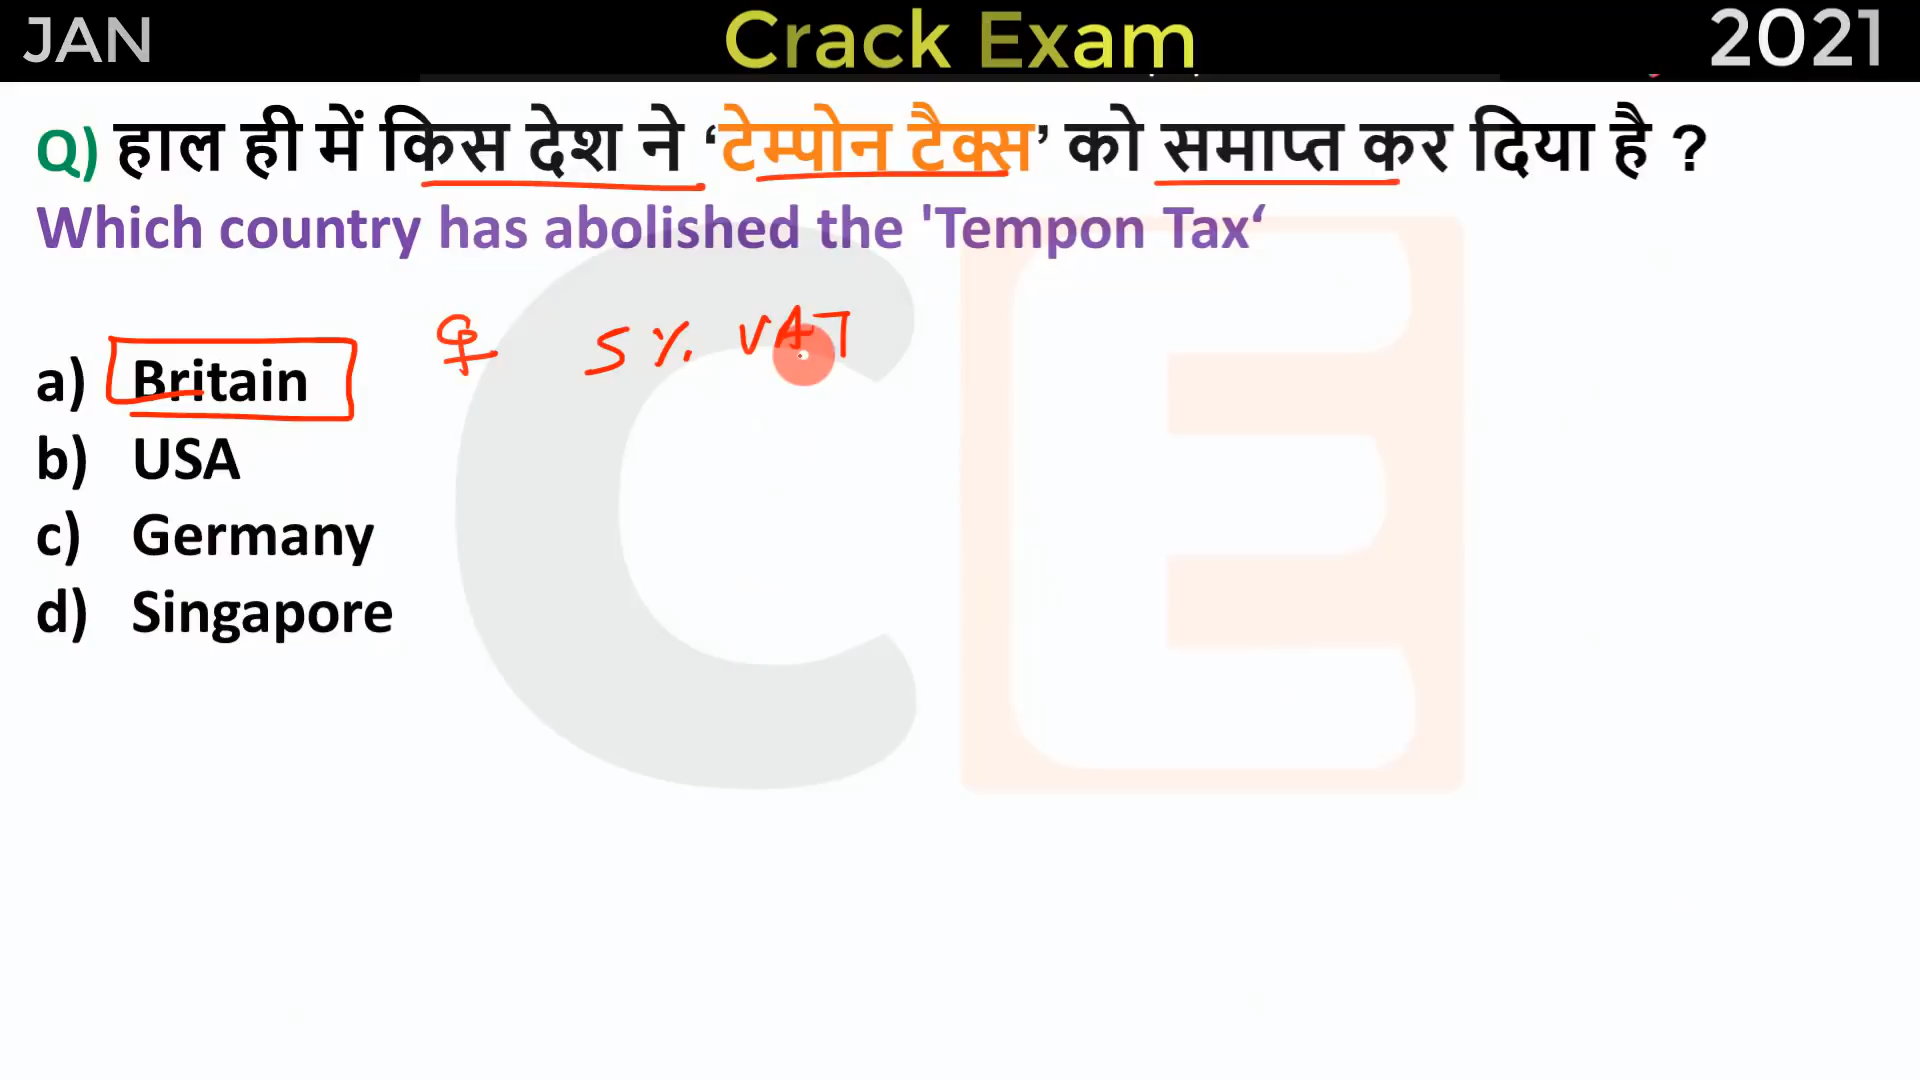 JAN Crack Exam 2021
Q) हाल ही में किस देश ने ‘टेम्पोन टैक्स’ को समाप्त कर दिया है ?
Which country has abolished the 'Tempon Tax‘
5 % VAT
a) Britain
b) USA
c) Germany
d) Singapore
CE